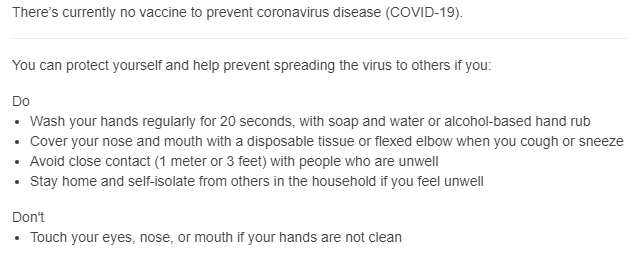 There's currently no vaccine to prevent coronavirus disease (COVID-19).
You can protect yourself and help prevent spreading the virus to others if you:
Do
• Wash your hands regularly for 20 seconds, with soap and water or alcohol-based hand rub
• Cover your nose and mouth with a disposable tissue or flexed elbow when you cough or sneeze
• Avoid close contact (1 meter or 3 feet) with people who are unwell
• Stay home and self-isolate from others in the household if you feel unwell
Don't
• Touch your eyes, nose, or mouth if your hands are not clean